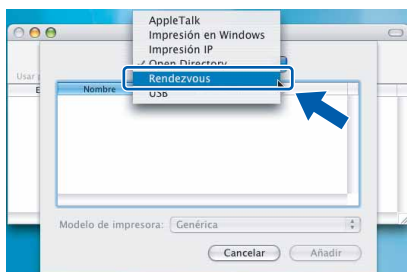 AppleTalk
Impresión en Windows
Impresión IP
✓ Open Directory
Rendezvous
USB
Usar
E
Nombre
Modelo de impresora: Genérica
Cancelar
Añadir